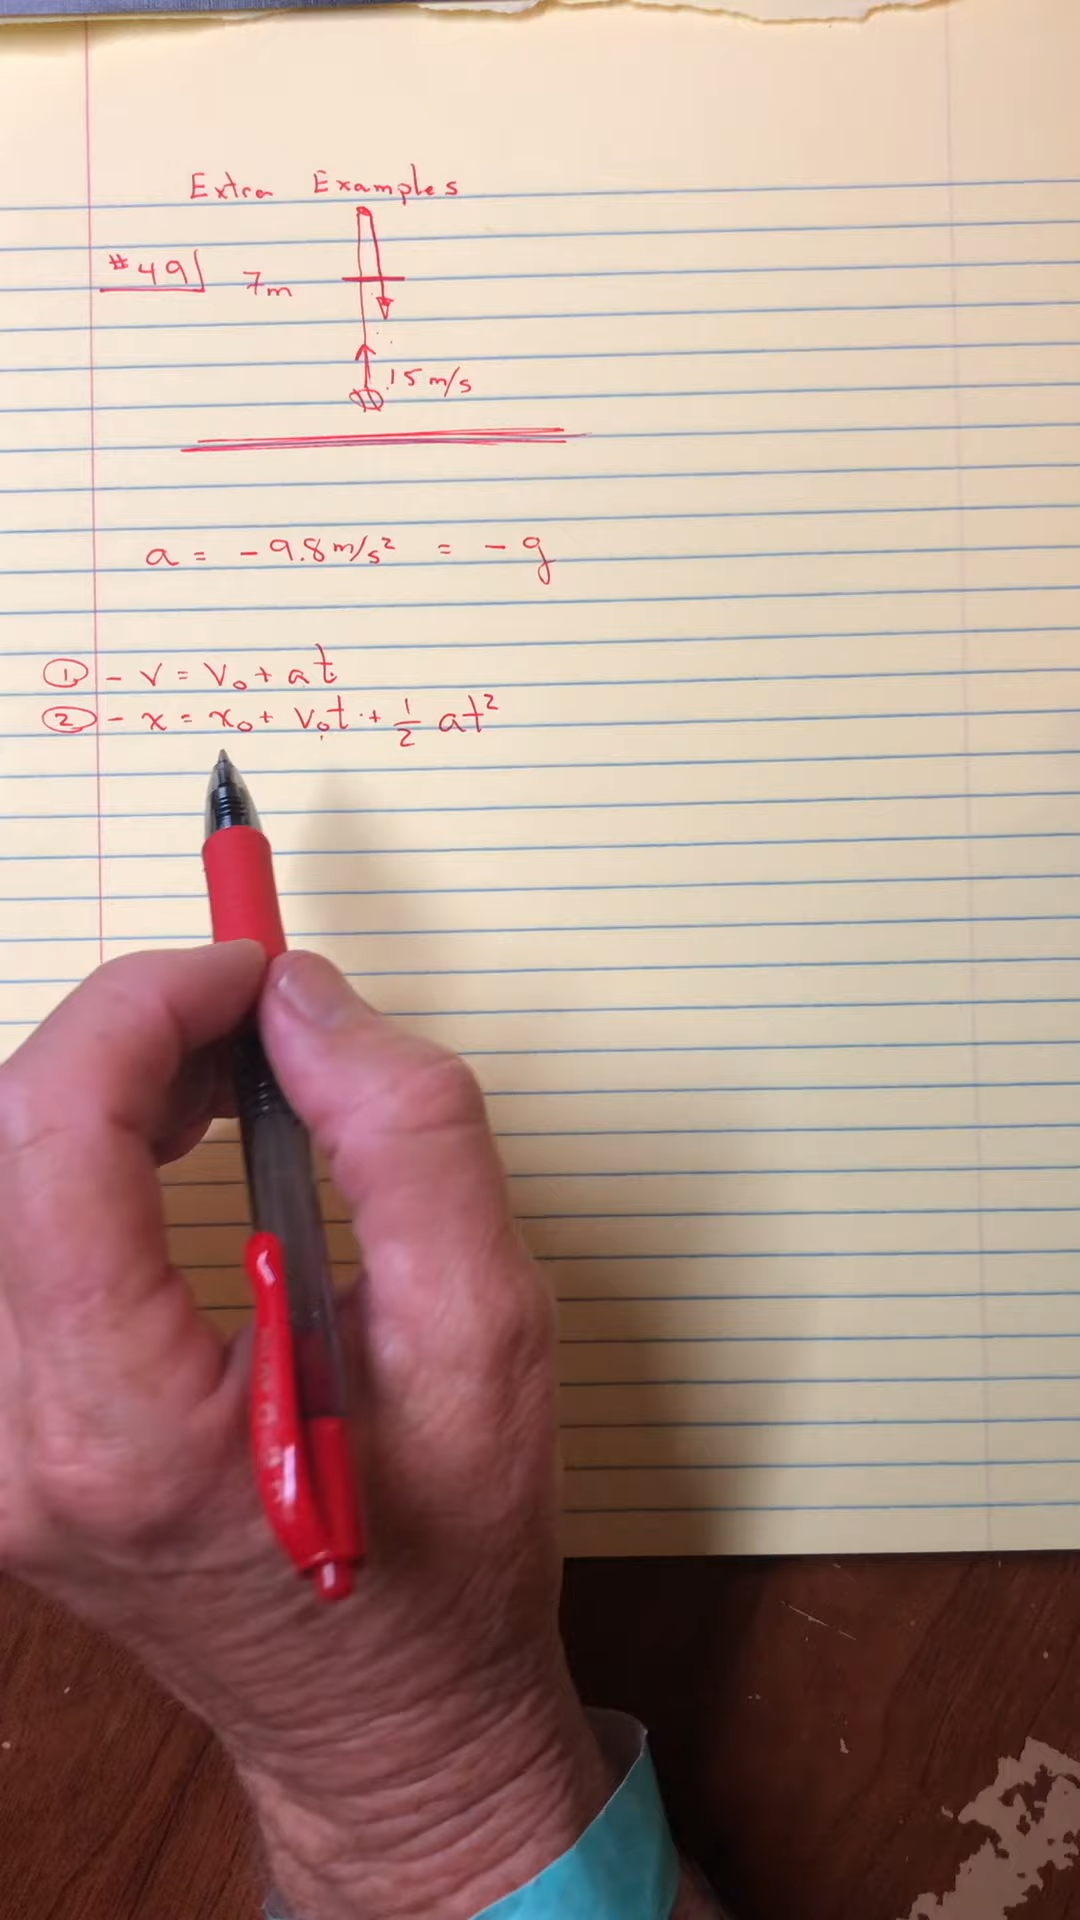 Extra Examples
#49 7m
15 m/s
a = -9.8 m/s² = -g
① - v = v₀ + at
② - x = x₀ + v₀t + 1/2 at²